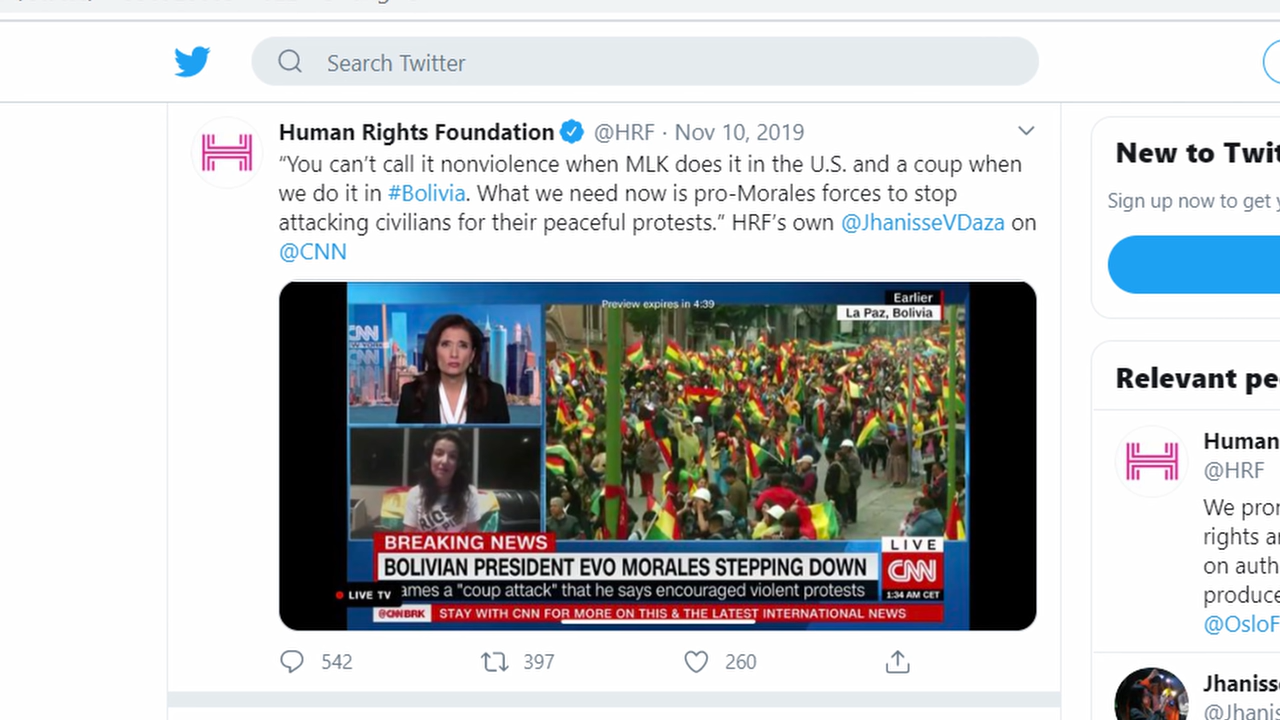 Search Twitter
Human Rights Foundation @HRF · Nov 10, 2019
“You can’t call it nonviolence when MLK does it in the U.S. and a coup when
we do it in #Bolivia. What we need now is pro-Morales forces to stop
attacking civilians for their peaceful protests.” HRF’s own @JhanisseVDaza on
@CNN
Preview expires in 4:39
Earlier
La Paz, Bolivia
CNN
CNN
BREAKING NEWS
BOLIVIAN PRESIDENT EVO MORALES STEPPING DOWN
LIVE
CNN
LIVE TV
ames a "coup attack" that he says encouraged violent protests
1:34 AM CET
@CNNBRK STAY WITH CNN FOR MORE ON THIS & THE LATEST INTERNATIONAL NEWS
542 397 260
New to Twit
Sign up now to get y
Relevant pe
Human
@HRF
We pror
rights a
on auth
produce
@OsloF
Jhaniss
@Jhanis